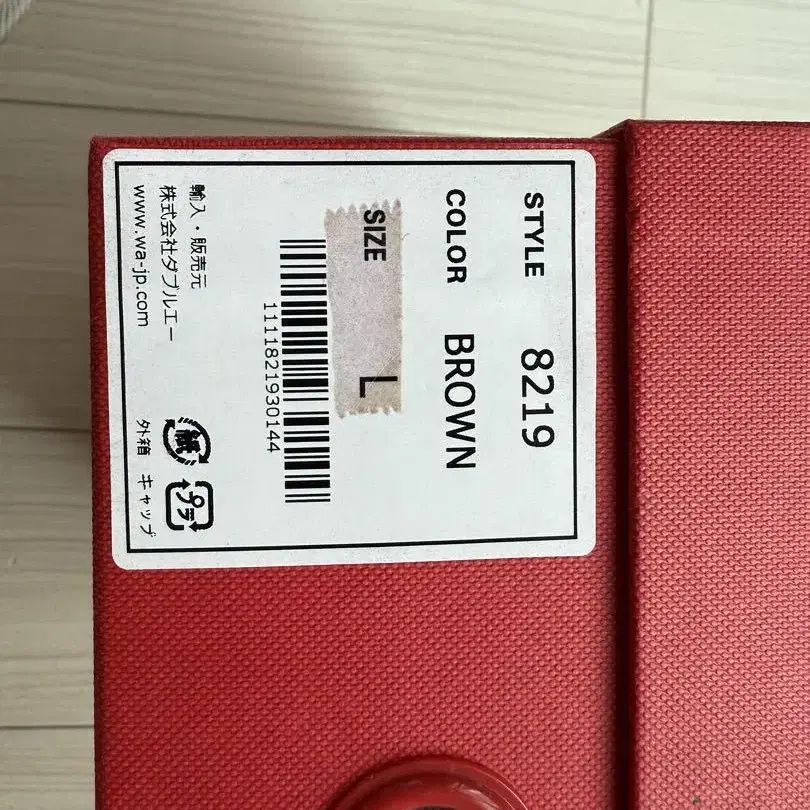 STYLE 8219
COLOR BROWN
SIZE L
1111821930144
輸入・販売元
株式会社ダブルエー
www.wa-jp.com
紙
プラ
外箱 キャップ